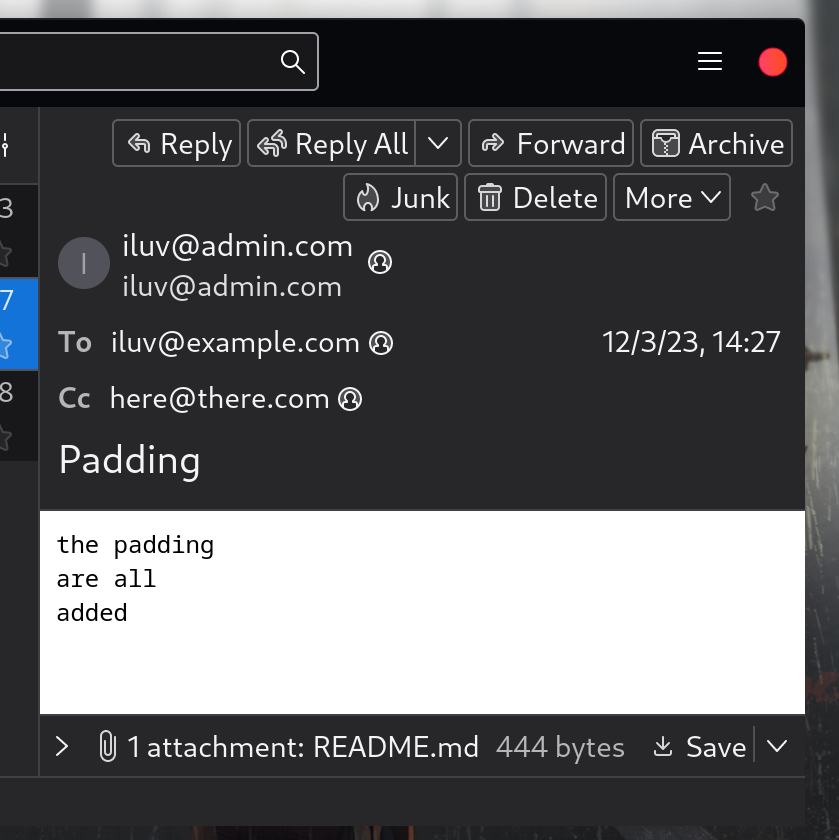 Reply
Reply All
Forward
Archive
Junk
Delete
More
3
7
8
I
iluv@admin.com
iluv@admin.com
To iluv@example.com 12/3/23, 14:27
Cc here@there.com
Padding
the padding
are all
added
1 attachment: README.md 444 bytes Save